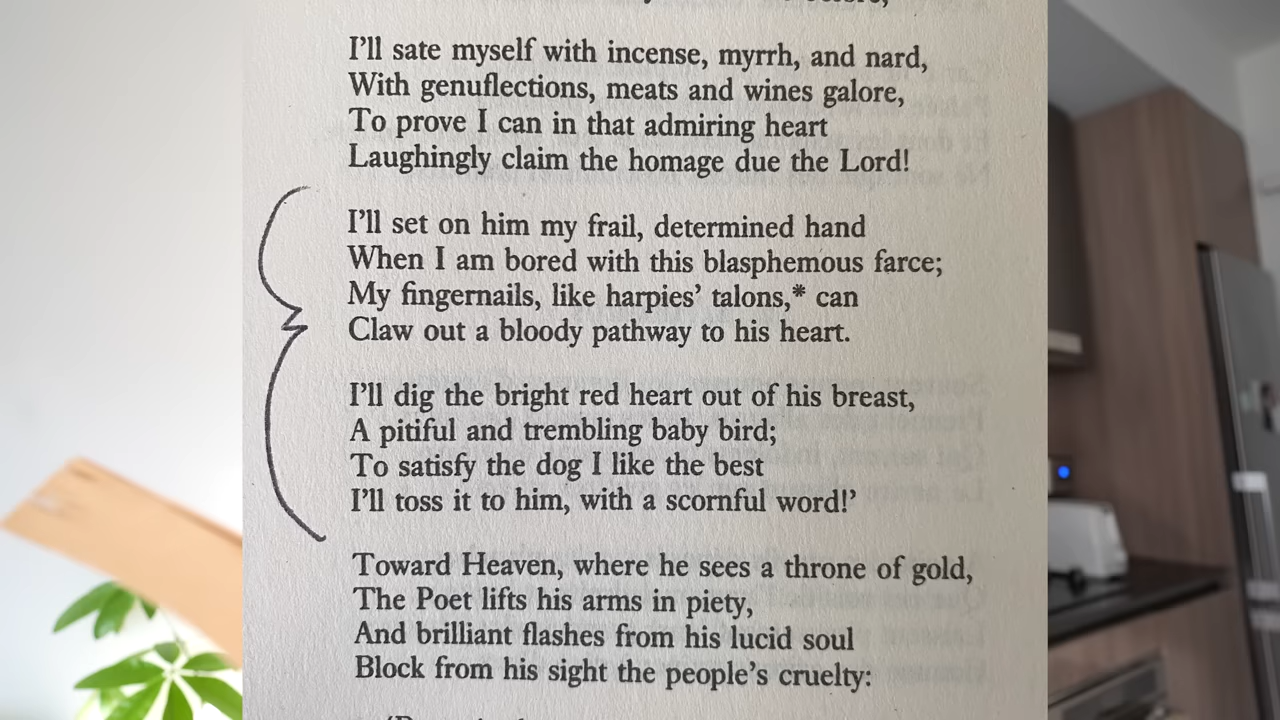 I'll sate myself with incense, myrrh, and nard,
With genuflections, meats and wines galore,
To prove I can in that admiring heart
Laughingly claim the homage due the Lord!
I'll set on him my frail, determined hand
When I am bored with this blasphemous farce;
My fingernails, like harpies' talons,* can
Claw out a bloody pathway to his heart.
I'll dig the bright red heart out of his breast,
A pitiful and trembling baby bird;
To satisfy the dog I like the best
I'll toss it to him, with a scornful word!'
Toward Heaven, where he sees a throne of gold,
The Poet lifts his arms in piety,
And brilliant flashes from his lucid soul
Block from his sight the people's cruelty: